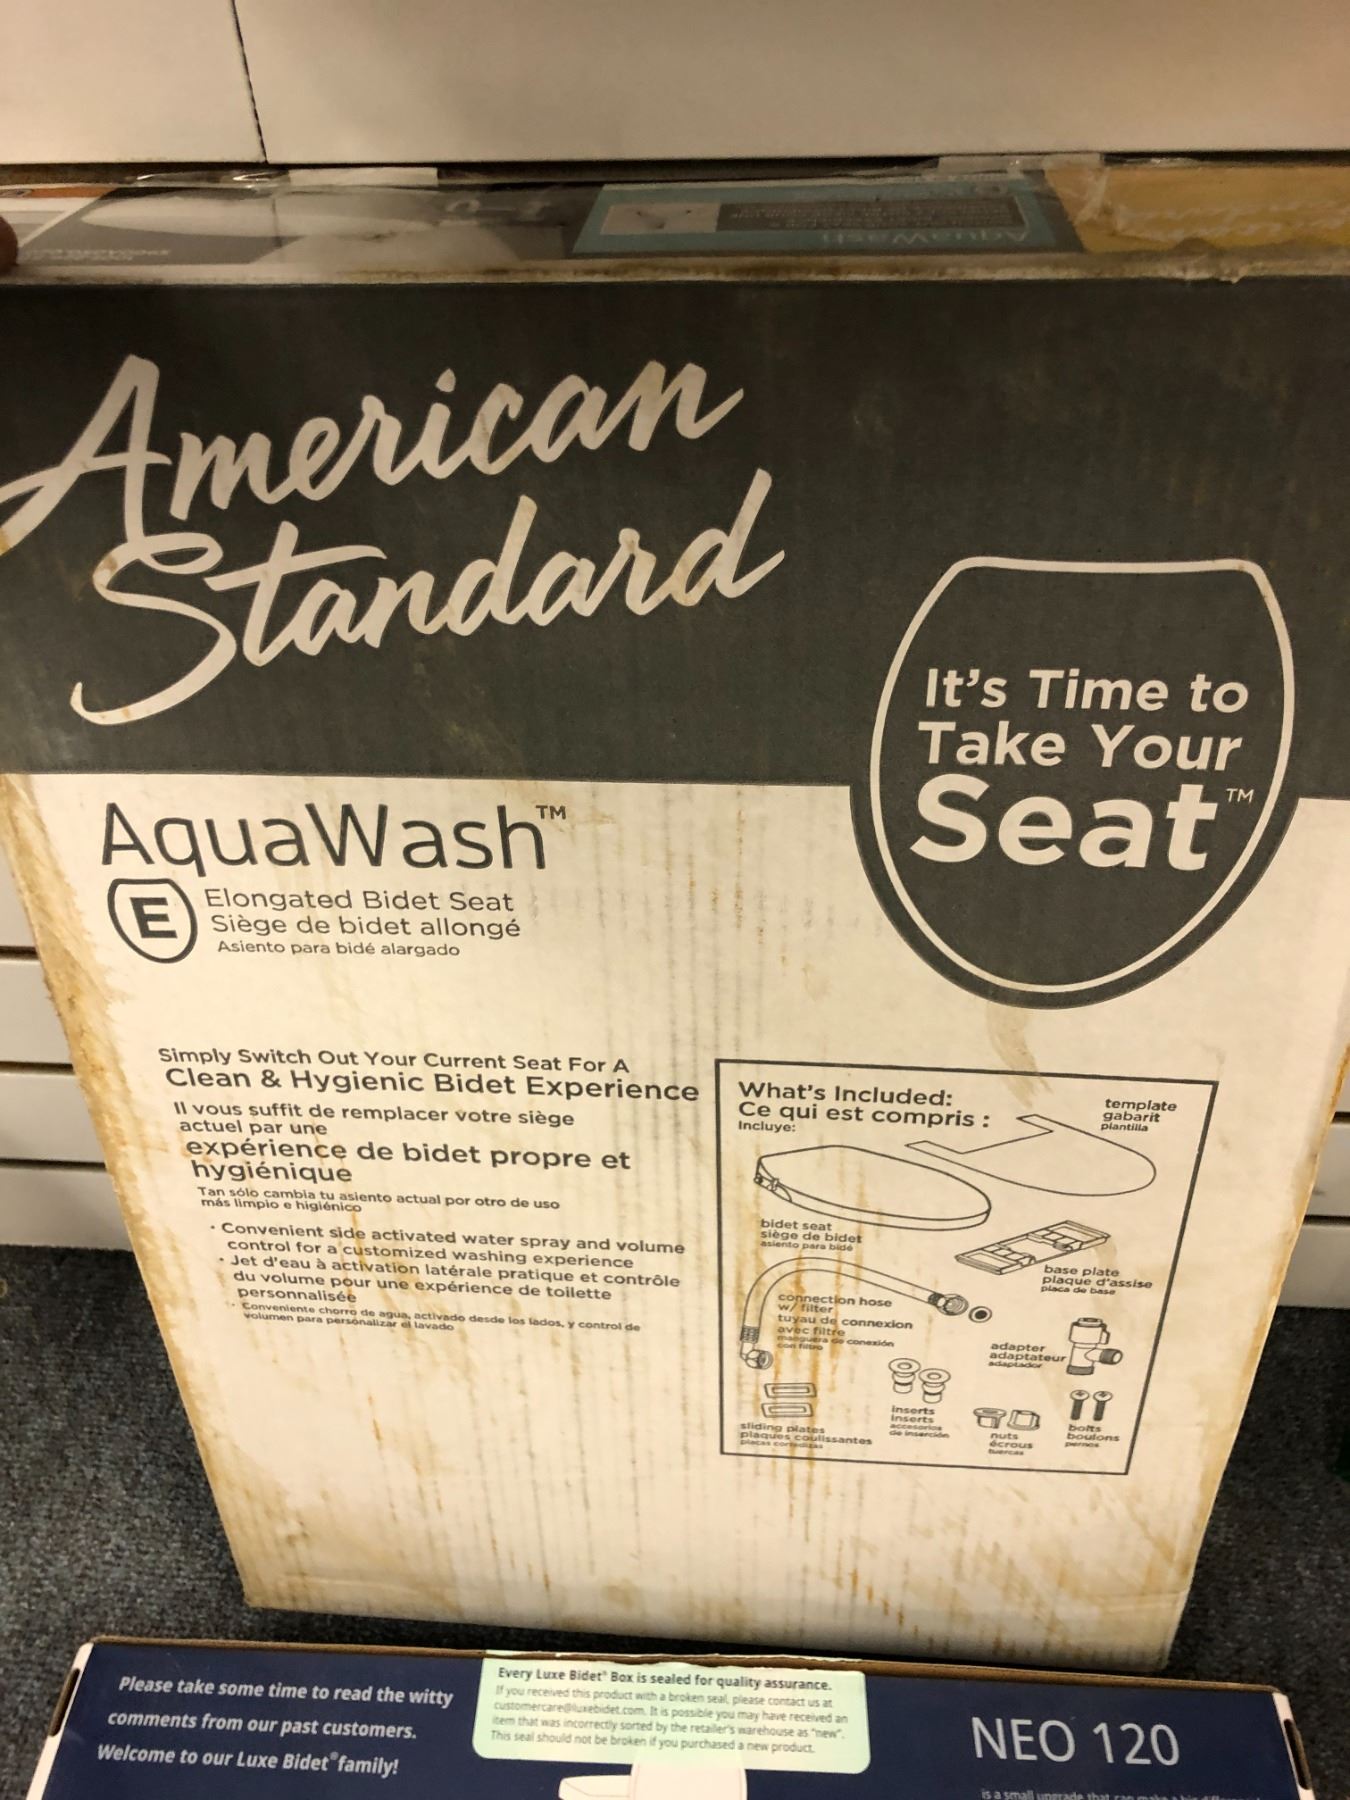 AquaWash
American
Standard
It's Time to
Take Your
Seat™
AquaWash™
E
Elongated Bidet Seat
Siège de bidet allongé
Asiento para bidé alargado
Simply Switch Out Your Current Seat For A
Clean & Hygienic Bidet Experience
Il vous suffit de remplacer votre siège
actuel par une
expérience de bidet propre et
hygiénique
Tan sólo cambia tu asiento actual por otro de uso
más limpio e higiénico
• Convenient side activated water spray and volume
control for a customized washing experience
• Jet d'eau à activation latérale pratique et contrôle
du volume pour une expérience de toilette
personnalisée
• Conveniente chorro de agua, activado desde los lados, y control de
volumen para personalizar el lavado
What's Included:
Ce qui est compris :
Incluye:
template
gabarit
plantilla
bidet seat
siège de bidet
asiento para bidé
base plate
plaque d'assise
placa de base
connection hose
w/ filter
tuyau de connexion
avec filtre
manguera de conexión
con filtro
adapter
adaptateur
adaptador
sliding plates
plaques coulissantes
placas corredizas
inserts
inserts
accesorios
de inserción
nuts
écrous
tuercas
bolts
boulons
pernos
Please take some time to read the witty
comments from our past customers.
Welcome to our Luxe Bidet® family!
Every Luxe Bidet® Box is sealed for quality assurance.
If you received this product with a broken seal, please contact us at
customercare@luxebidet.com. It is possible you may have received an
item that was incorrectly sorted by the retailer's warehouse as "new".
This seal should not be broken if you purchased a new product.
NEO 120
is a small upgrade that can make a big